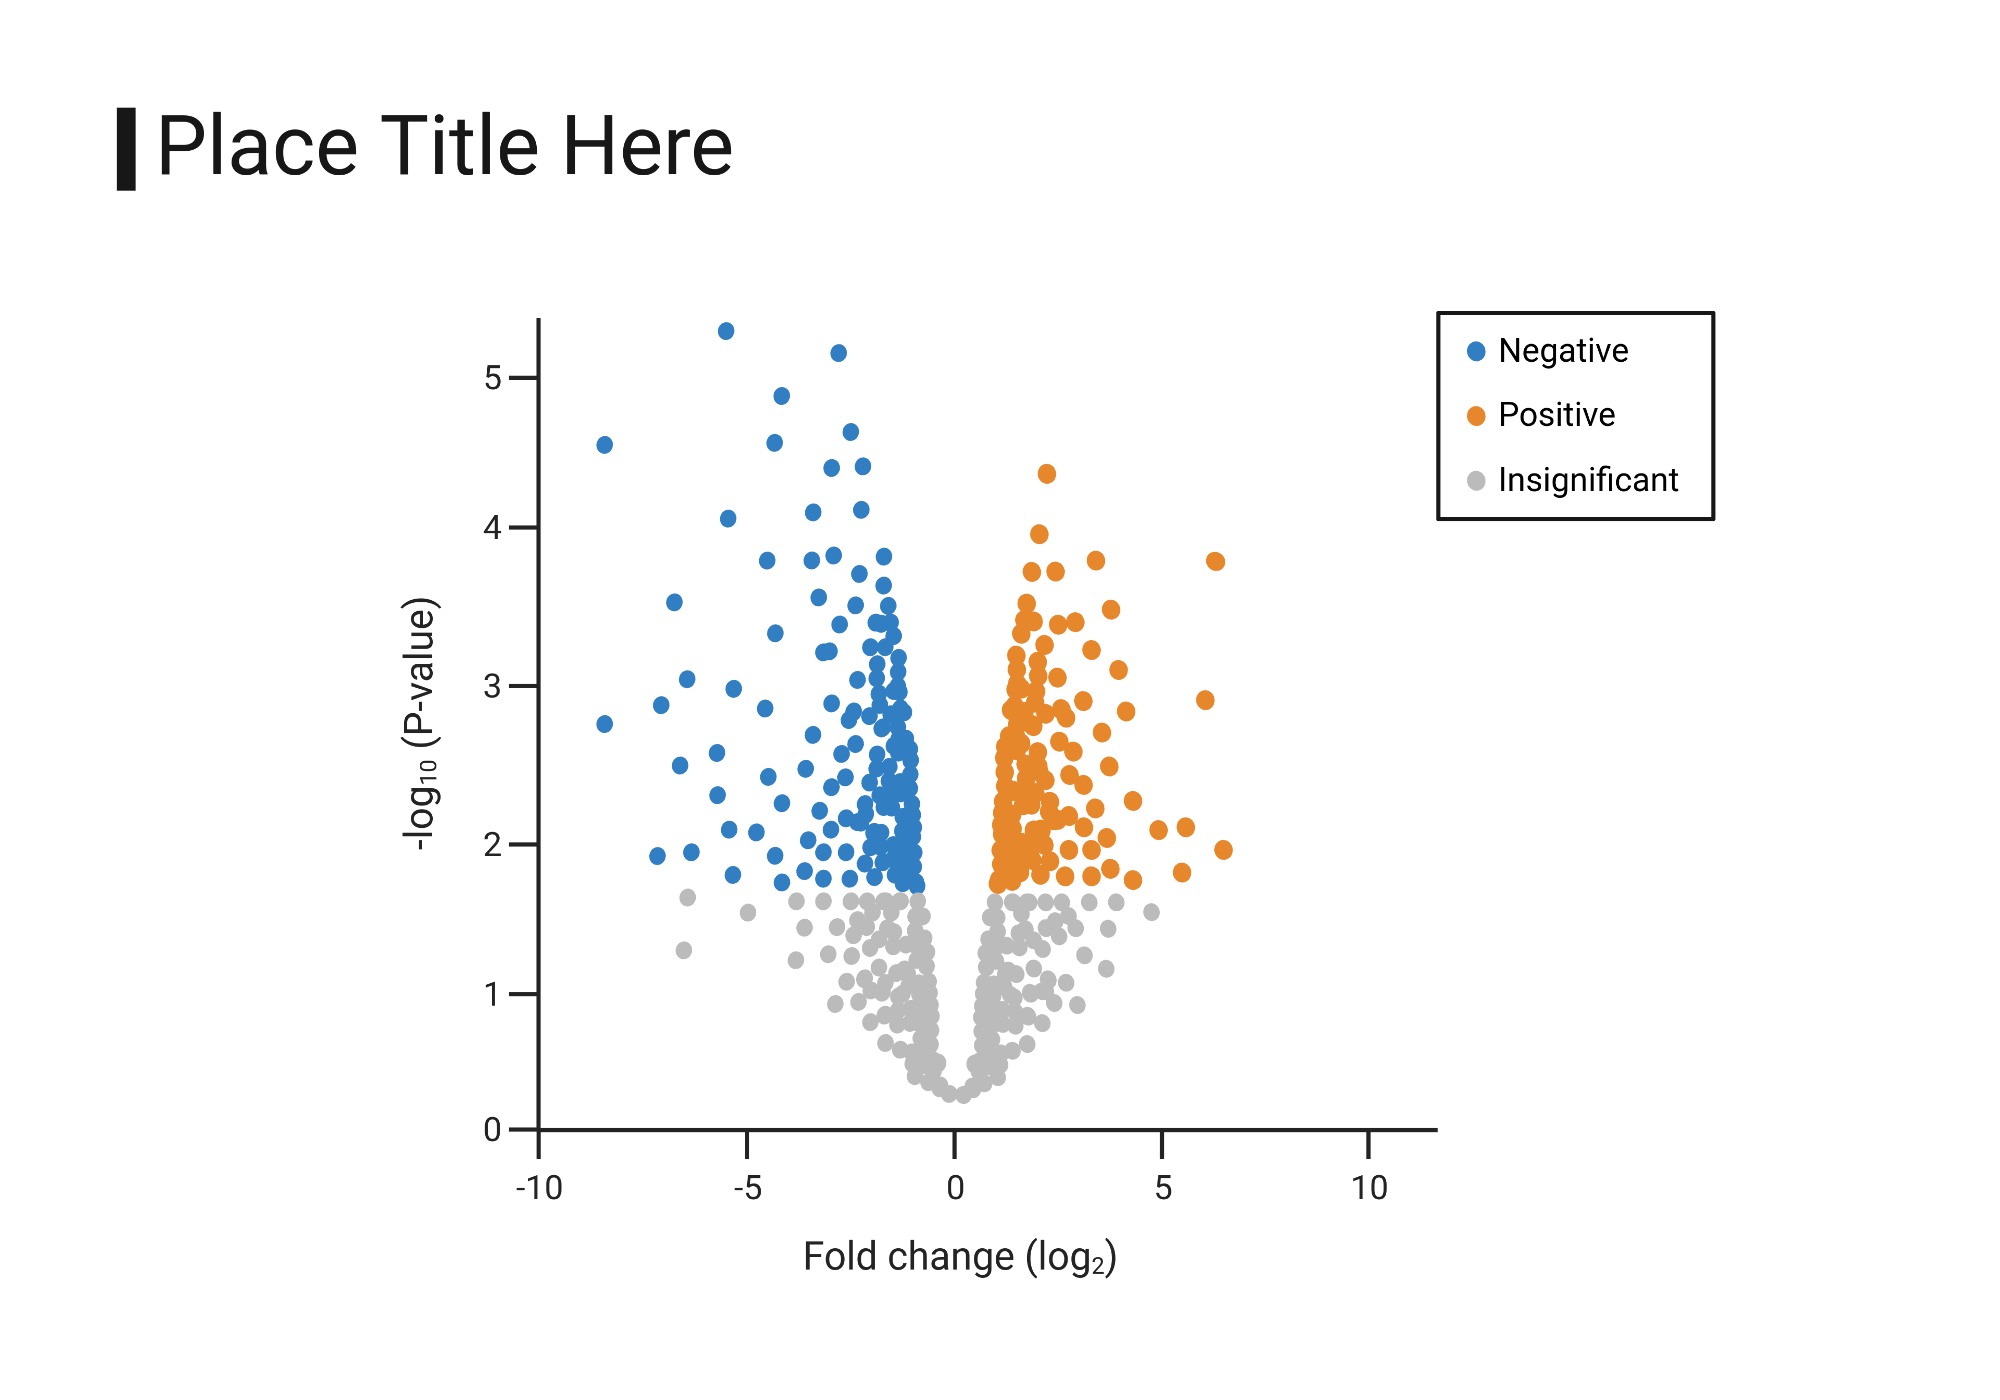 Place Title Here
Negative
Positive
Insignificant
5
4
3
2
1
0
-log₁₀ (P-value)
-10 -5 0 5 10
Fold change (log₂)